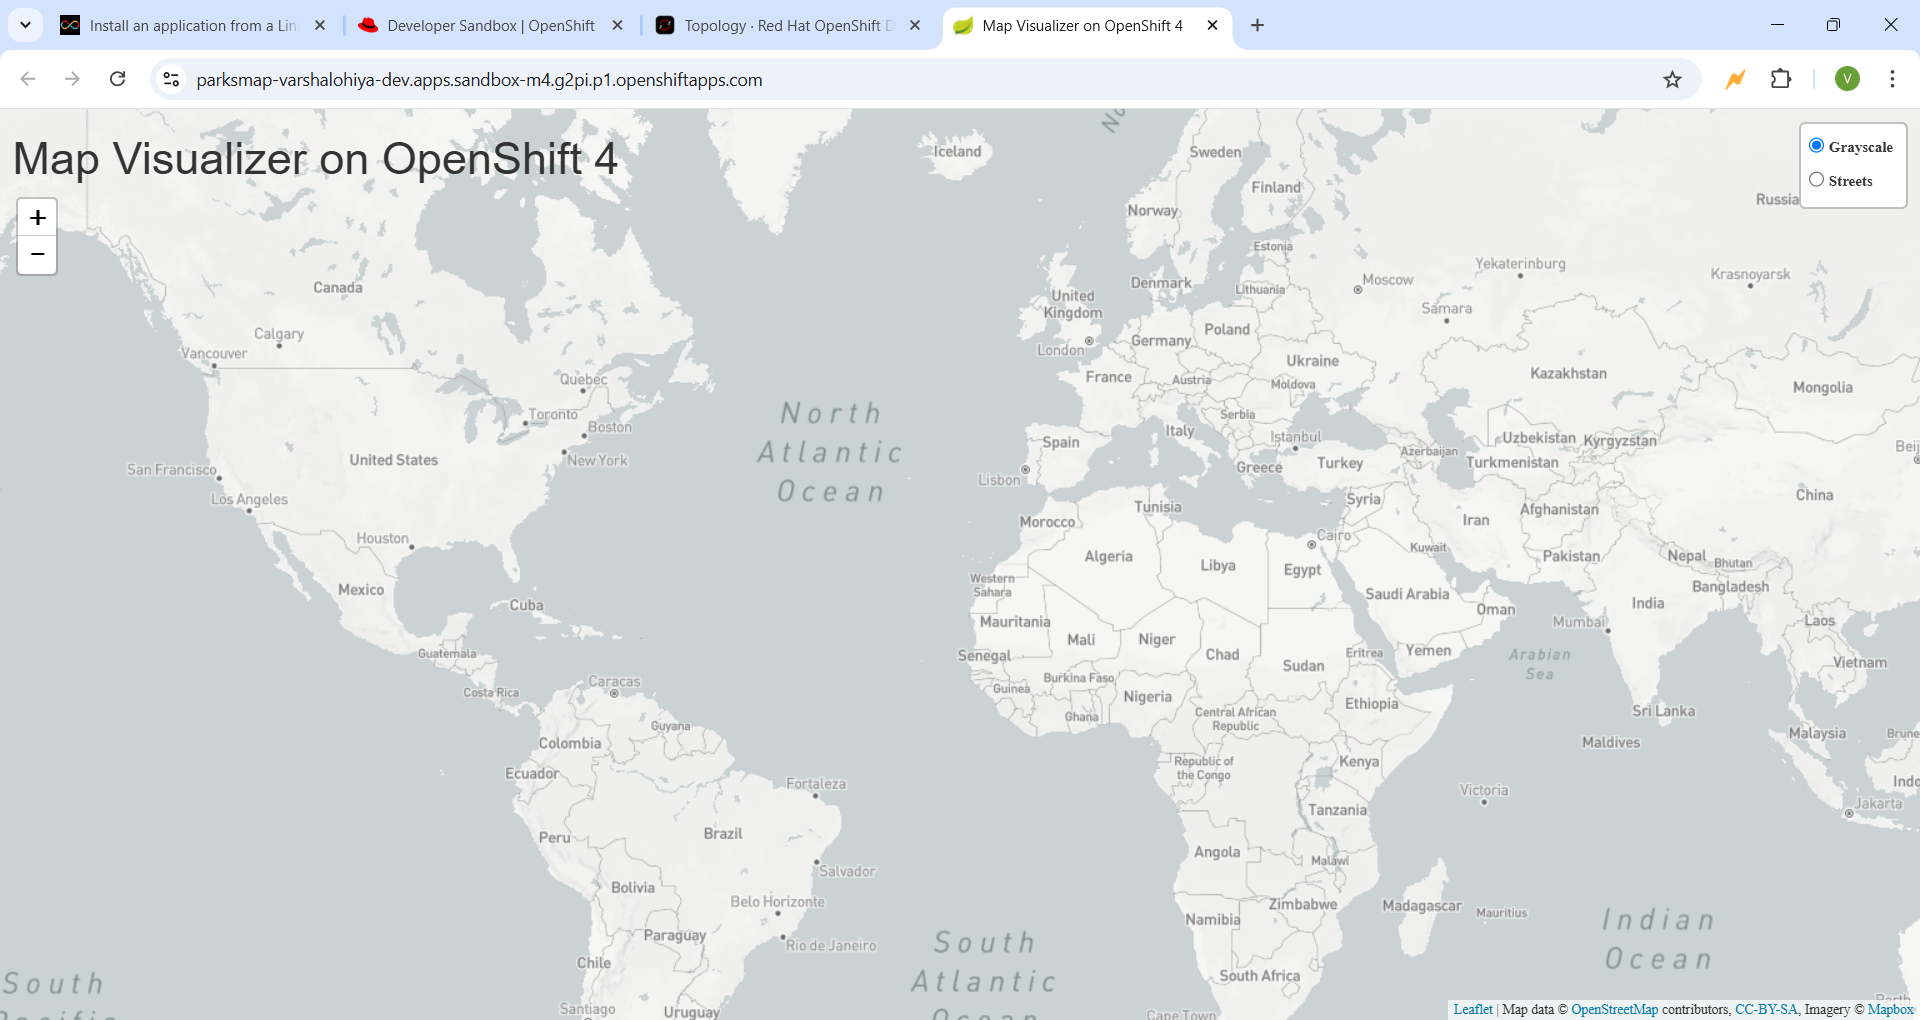 Install an application from a Lin
Developer Sandbox | OpenShift
Topology · Red Hat OpenShift D
Map Visualizer on OpenShift 4
parksmap-varshalohiya-dev.apps.sandbox-m4.g2pi.p1.openshiftapps.com
V
Map Visualizer on OpenShift 4
+
−
Grayscale
Streets
Iceland
Sweden
Finland
Norway
Russia
Estonia
Yekaterinburg
Krasnoyarsk
Moscow
Denmark
Lithuania
Canada
United
Kingdom
Samara
Poland
Calgary
Germany
London
Vancouver
Ukraine
Kazakhstan
France
Austria
Moldova
Quebec
Mongolia
North
Atlantic
Ocean
Toronto
Serbia
Boston
Italy
Istanbul
Uzbekistan
Kyrgyzstan
Spain
Beij
Azerbaijan
United States
New York
Turkey
Turkmenistan
Greece
San Francisco
Lisbon
Los Angeles
Syria
China
Tunisia
Afghanistan
Morocco
Iran
Houston
Cairo
Kuwait
Algeria
Pakistan
Nepal
Bhutan
Libya
Egypt
Western
Sahara
Mexico
Saudi Arabia
Bangladesh
India
Cuba
Oman
Mauritania
Mumbai
Laos
Mali
Niger
Guatemala
Senegal
Chad
Eritrea
Yemen
Arabian
Sea
Sudan
Vietnam
Caracas
Burkina Faso
Guinea
Costa Rica
Nigeria
Ethiopia
Sri Lanka
Ghana
Central African
Republic
Guyana
Malaysia
Brune
Colombia
Maldives
Republic of
the Congo
Kenya
Ecuador
Indo
Fortaleza
Victoria
Jakarta
Tanzania
Brazil
Peru
Angola
Malawi
Salvador
Bolivia
Belo Horizonte
Zimbabwe
Madagascar
Mauritius
Namibia
Indian
Ocean
Paraguay
Rio de Janeiro
South
Atlantic
Ocean
Chile
South Africa
South
Pacific
Santiago
Uruguay
Cape Town
Perth
Leaflet | Map data © OpenStreetMap contributors, CC-BY-SA, Imagery © Mapbox